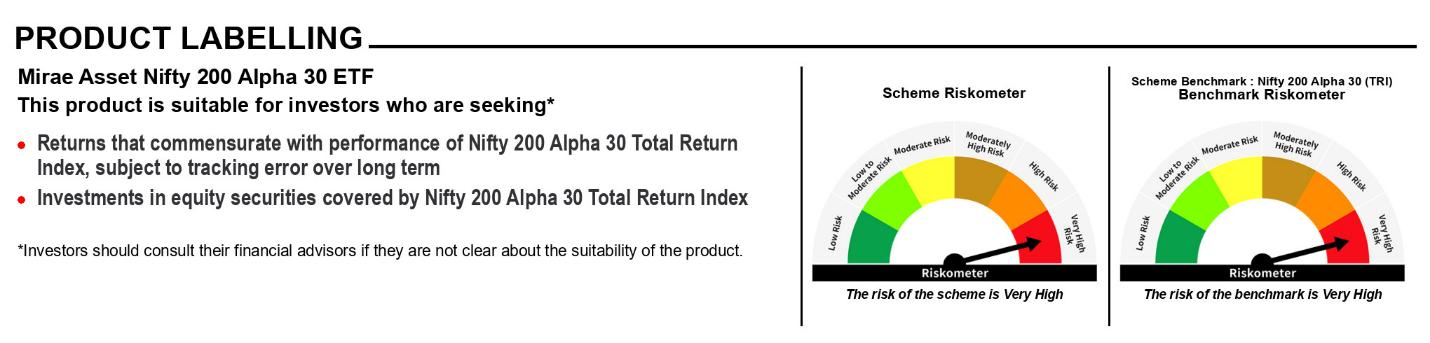 PRODUCT LABELLING
Mirae Asset Nifty 200 Alpha 30 ETF
This product is suitable for investors who are seeking*
Returns that commensurate with performance of Nifty 200 Alpha 30 Total Return
Index, subject to tracking error over long term
Investments in equity securities covered by Nifty 200 Alpha 30 Total Return Index
*Investors should consult their financial advisors if they are not clear about the suitability of the product.
Scheme Riskometer
Low Risk
Low to
Moderate Risk
Moderate Risk
Moderately
High Risk
High Risk
Very High
Risk
Riskometer
The risk of the scheme is Very High
Scheme Benchmark : Nifty 200 Alpha 30 (TRI)
Benchmark Riskometer
Low Risk
Low to
Moderate Risk
Moderate Risk
Moderately
High Risk
High Risk
Very High
Risk
Riskometer
The risk of the benchmark is Very High